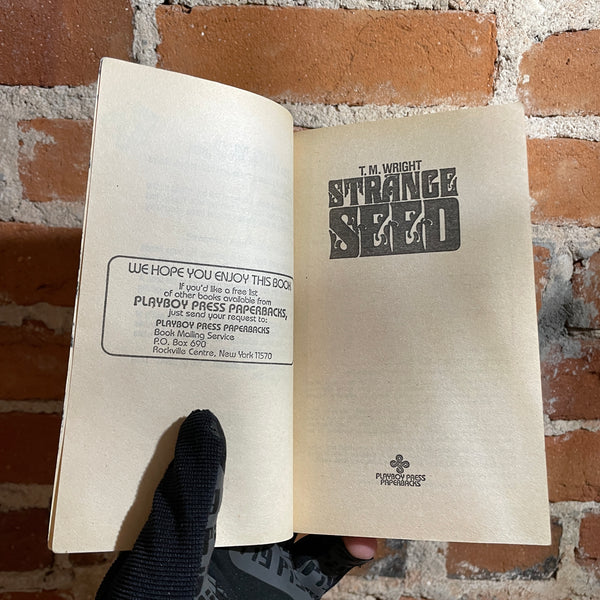 WE HOPE YOU ENJOY THIS BOOK
If you'd like a free list
of other books available from
PLAYBOY PRESS PAPERBACKS,
just send your request to:
PLAYBOY PRESS PAPERBACKS
Book Mailing Service
P.O. Box 690
Rockville Centre, New York 11570
T. M. WRIGHT
STRANGE
SEED
PLAYBOY PRESS
PAPERBACKS